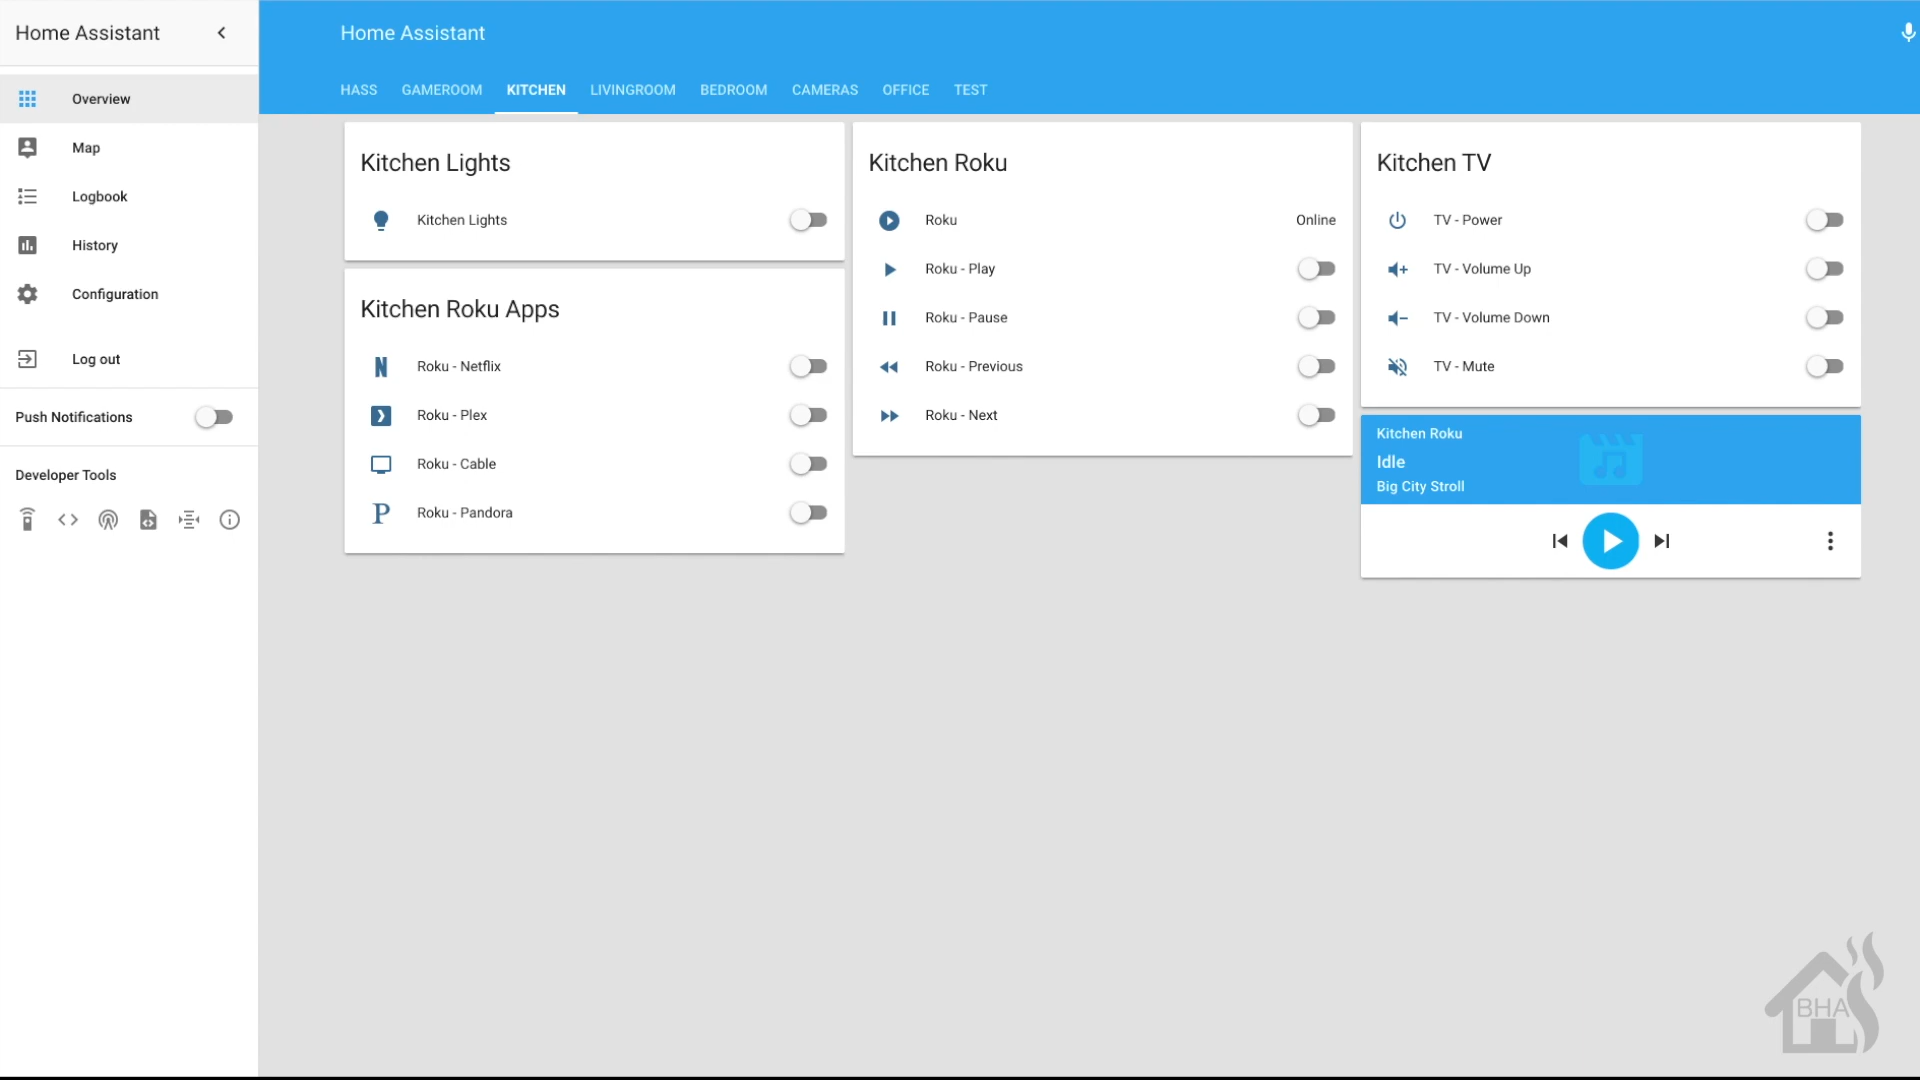 Home Assistant
Overview
Map
Logbook
History
Configuration
Log out
Push Notifications
Developer Tools
Home Assistant
HASS GAMEROOM KITCHEN LIVINGROOM BEDROOM CAMERAS OFFICE TEST
Kitchen Lights
Kitchen Lights
Kitchen Roku Apps
Roku - Netflix
Roku - Plex
Roku - Cable
Roku - Pandora
Kitchen Roku
Roku Online
Roku - Play
Roku - Pause
Roku - Previous
Roku - Next
Kitchen TV
TV - Power
TV - Volume Up
TV - Volume Down
TV - Mute
Kitchen Roku
Idle
Big City Stroll
BHA